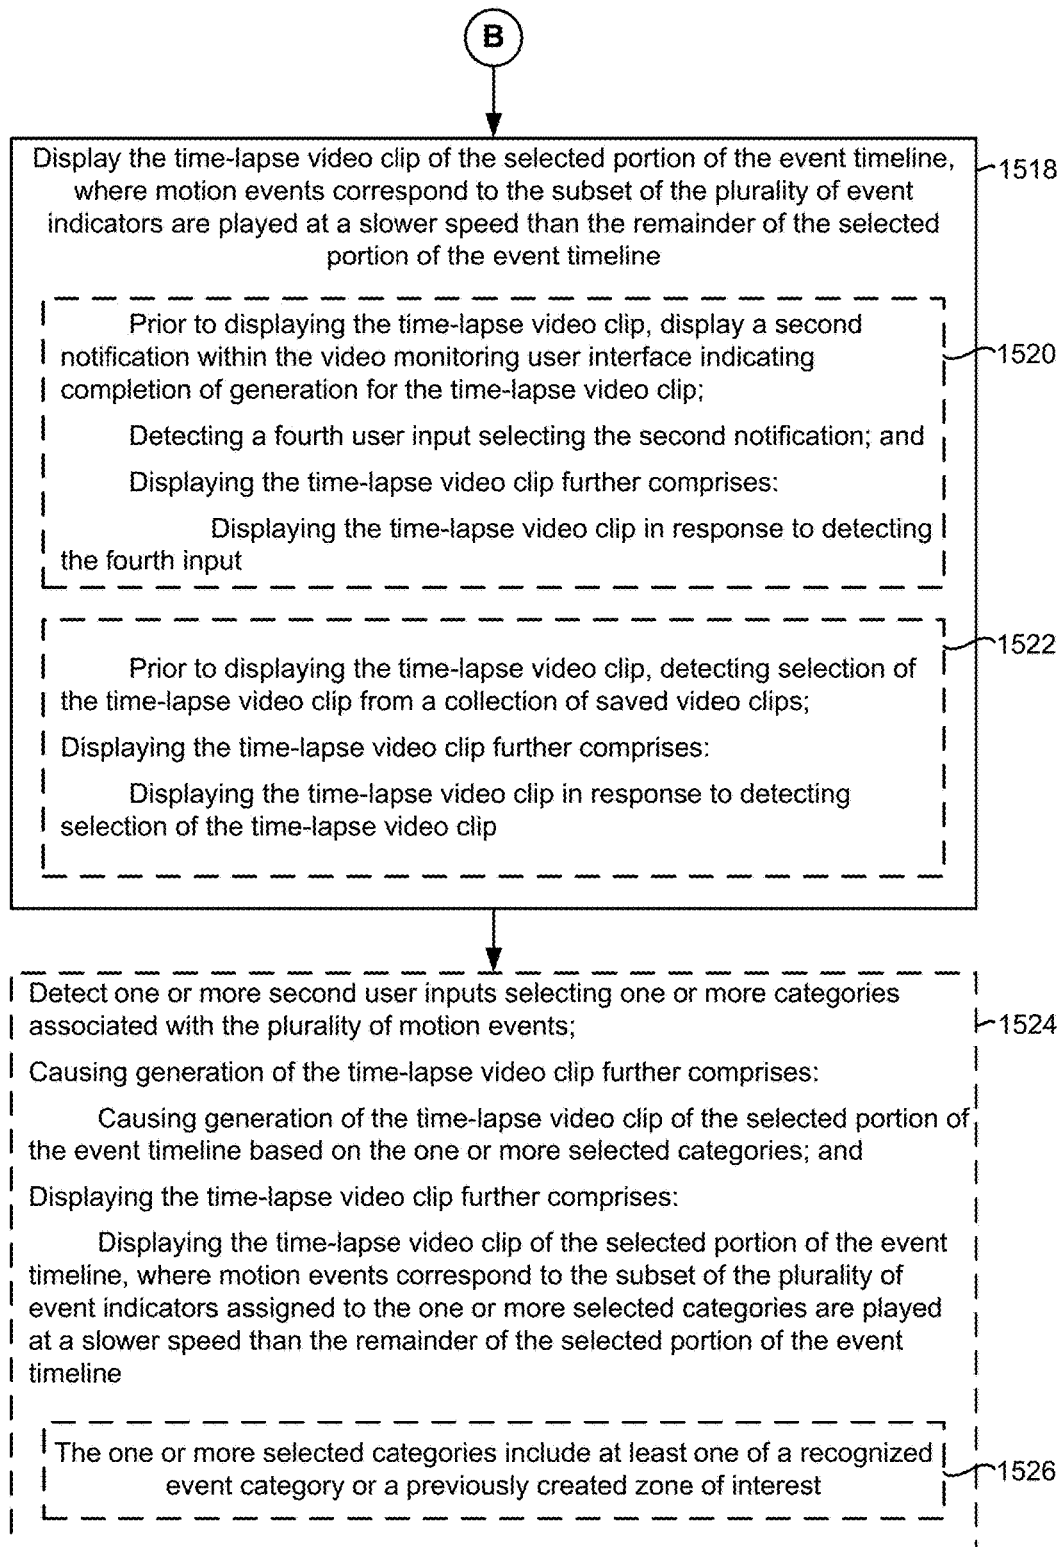 B
Display the time-lapse video clip of the selected portion of the event timeline,
where motion events correspond to the subset of the plurality of event
indicators are played at a slower speed than the remainder of the selected
portion of the event timeline
1518
Prior to displaying the time-lapse video clip, display a second
notification within the video monitoring user interface indicating
completion of generation for the time-lapse video clip;
Detecting a fourth user input selecting the second notification; and
Displaying the time-lapse video clip further comprises:
Displaying the time-lapse video clip in response to detecting
the fourth input
1520
Prior to displaying the time-lapse video clip, detecting selection of
the time-lapse video clip from a collection of saved video clips;
Displaying the time-lapse video clip further comprises:
Displaying the time-lapse video clip in response to detecting
selection of the time-lapse video clip
1522
Detect one or more second user inputs selecting one or more categories
associated with the plurality of motion events;
Causing generation of the time-lapse video clip further comprises:
Causing generation of the time-lapse video clip of the selected portion of
the event timeline based on the one or more selected categories; and
Displaying the time-lapse video clip further comprises:
Displaying the time-lapse video clip of the selected portion of the event
timeline, where motion events correspond to the subset of the plurality of
event indicators assigned to the one or more selected categories are played
at a slower speed than the remainder of the selected portion of the event
timeline
1524
The one or more selected categories include at least one of a recognized
event category or a previously created zone of interest
1526